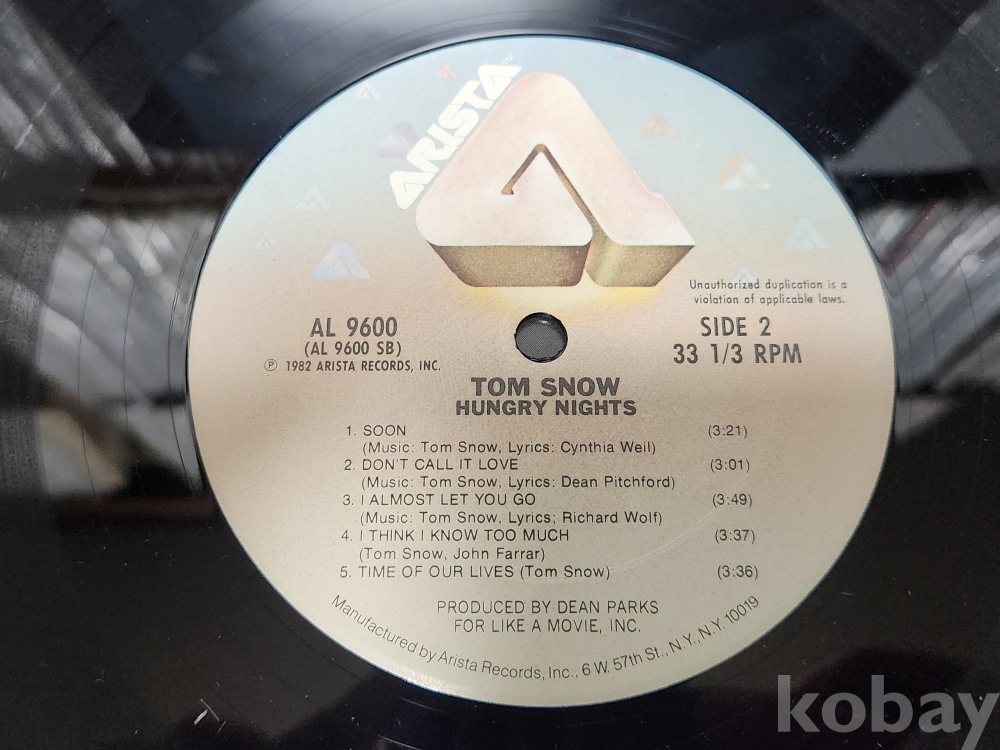 ARISTA™
Unauthorized duplication is a
violation of applicable laws.
AL 9600
(AL 9600 SB)
℗ 1982 ARISTA RECORDS, INC.
SIDE 2
33 1/3 RPM
TOM SNOW
HUNGRY NIGHTS
1. SOON (3:21)
(Music: Tom Snow, Lyrics: Cynthia Weil)
2. DON'T CALL IT LOVE (3:01)
(Music: Tom Snow, Lyrics: Dean Pitchford)
3. I ALMOST LET YOU GO (3:49)
(Music: Tom Snow, Lyrics; Richard Wolf)
4. I THINK I KNOW TOO MUCH (3:37)
(Tom Snow, John Farrar)
5. TIME OF OUR LIVES (Tom Snow) (3:36)
PRODUCED BY DEAN PARKS
FOR LIKE A MOVIE, INC.
Manufactured by Arista Records, Inc., 6 W. 57th St., N.Y., N.Y. 10019
kobay